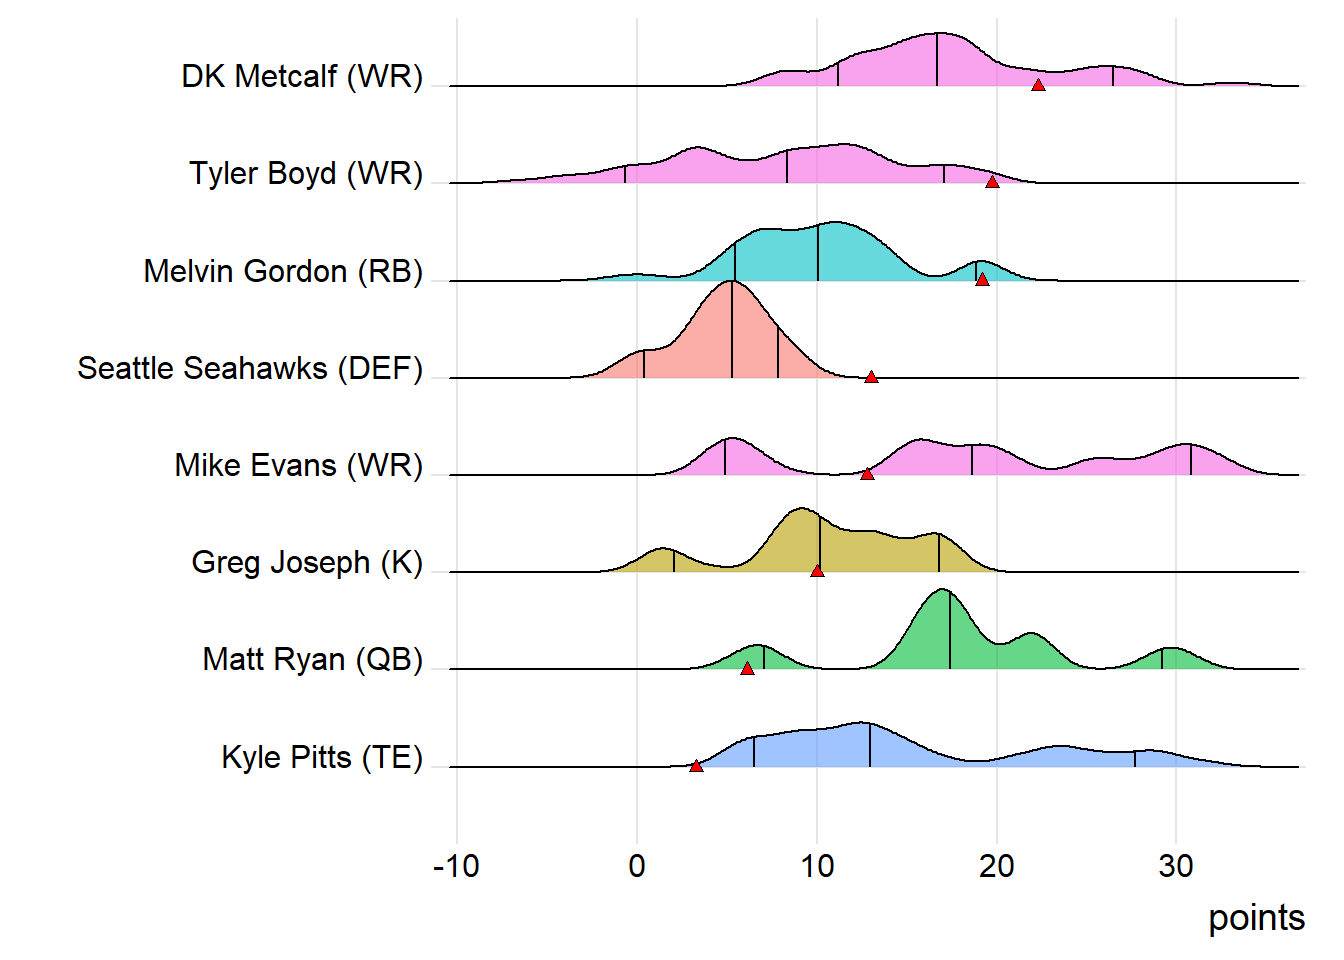 DK Metcalf (WR)
Tyler Boyd (WR)
Melvin Gordon (RB)
Seattle Seahawks (DEF)
Mike Evans (WR)
Greg Joseph (K)
Matt Ryan (QB)
Kyle Pitts (TE)
-10 0 10 20 30
points